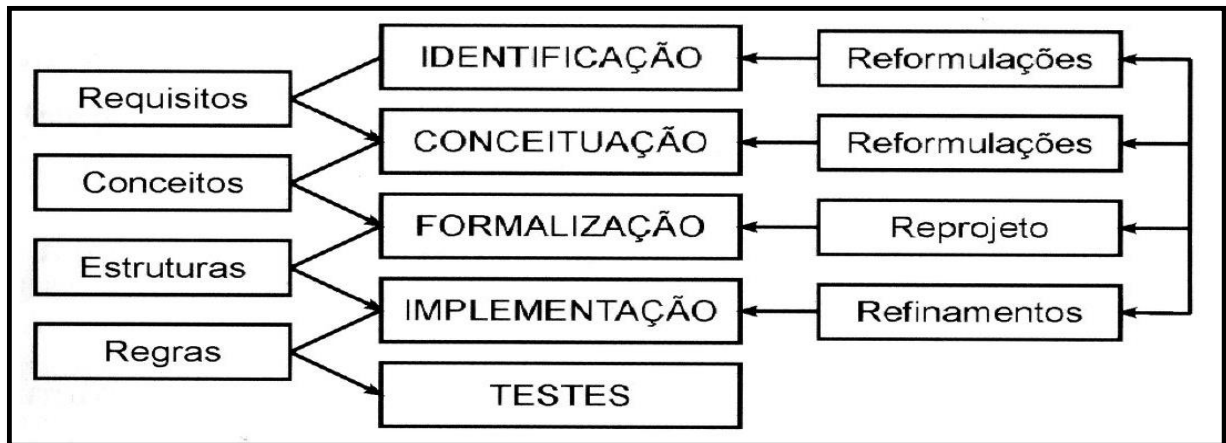 IDENTIFICAÇÃO
Reformulações
Requisitos
CONCEITUAÇÃO
Reformulações
Conceitos
FORMALIZAÇÃO
Reprojeto
Estruturas
IMPLEMENTAÇÃO
Refinamentos
Regras
TESTES